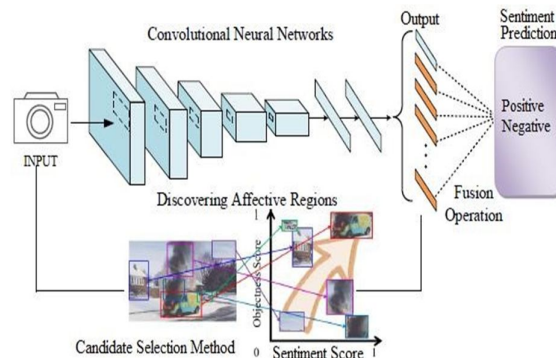 Convolutional Neural Networks
Output
Sentiment
Prediction
INPUT
Positive
Negative
Fusion
Operation
Discovering Affective Regions
1
Objectness Score
0
Sentiment Score
1
Candidate Selection Method